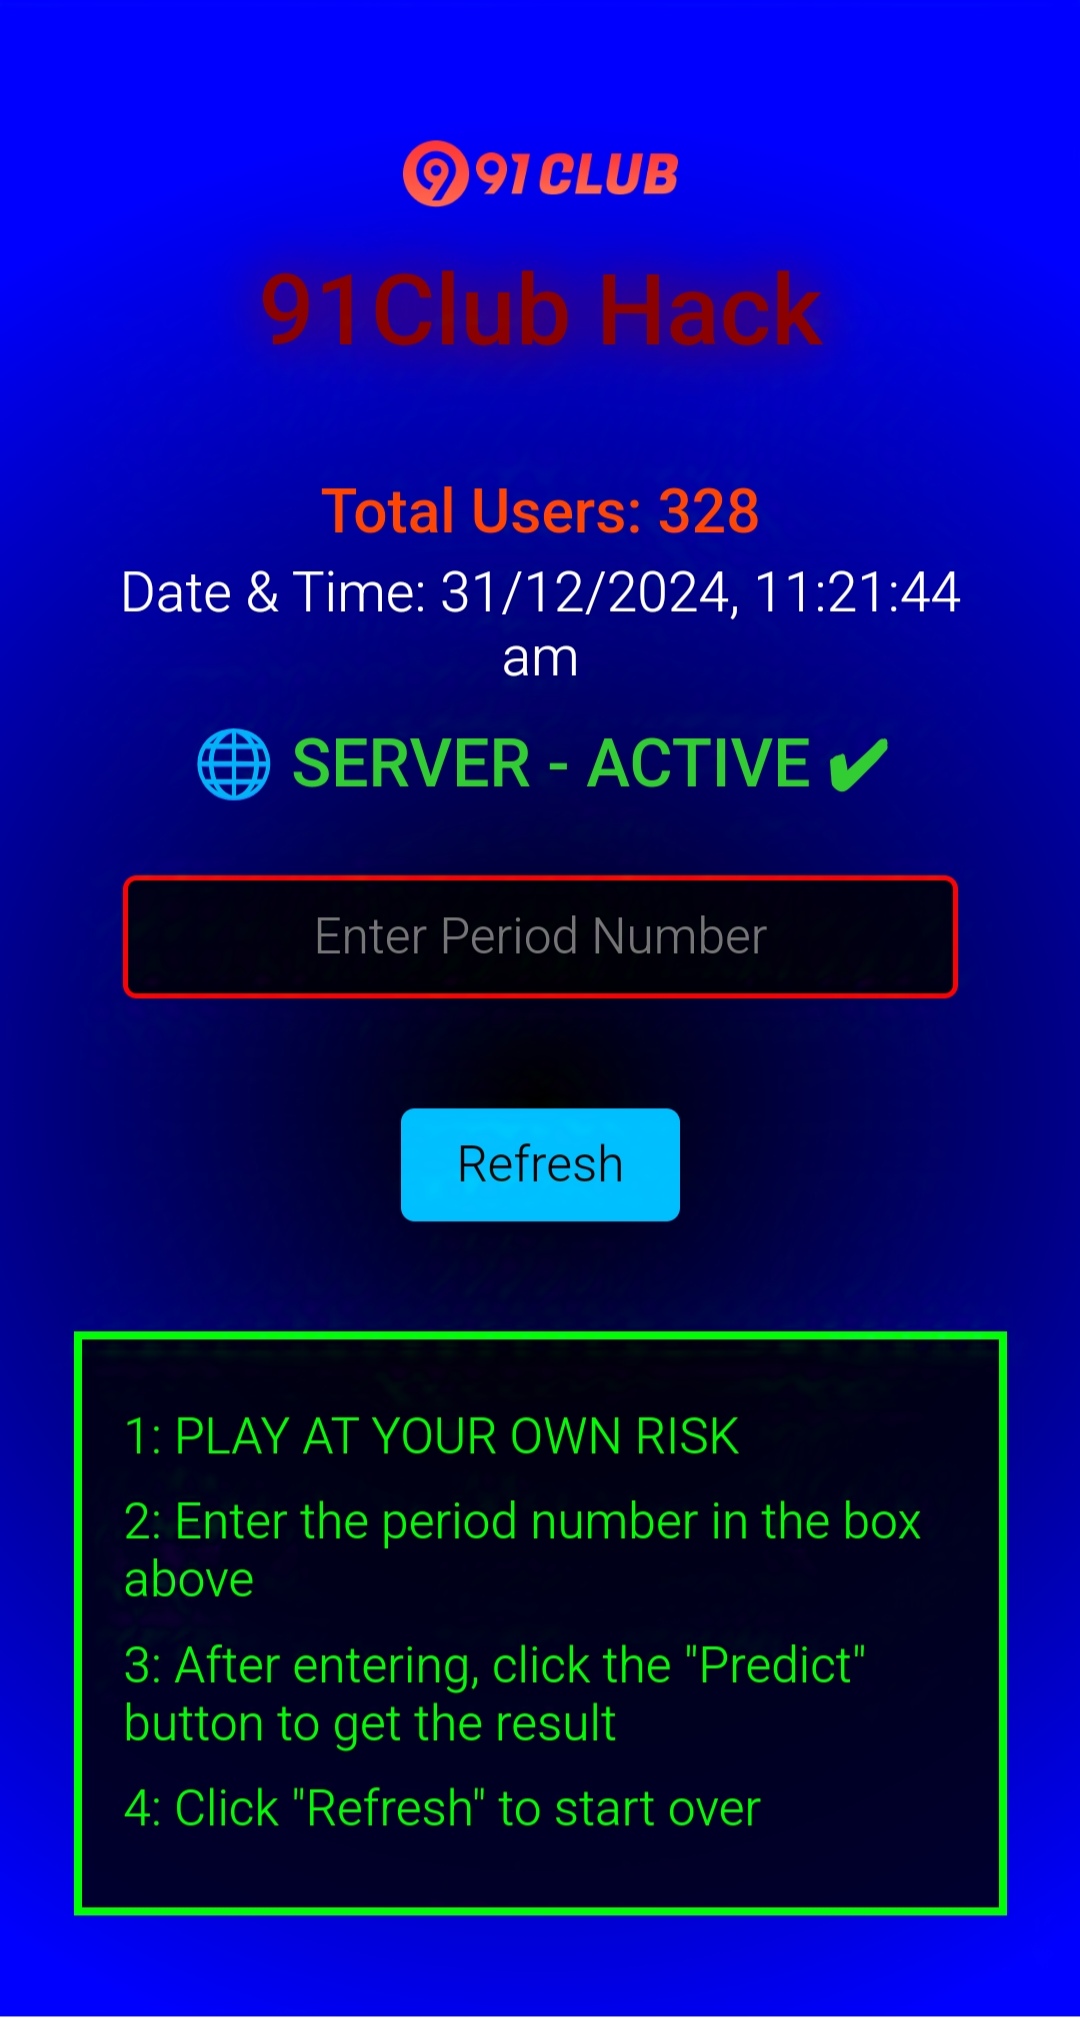 91 CLUB
91Club Hack
Total Users: 328
Date & Time: 31/12/2024, 11:21:44
am
🌐 SERVER - ACTIVE ✔
Enter Period Number
Refresh
1: PLAY AT YOUR OWN RISK
2: Enter the period number in the box
above
3: After entering, click the "Predict"
button to get the result
4: Click "Refresh" to start over